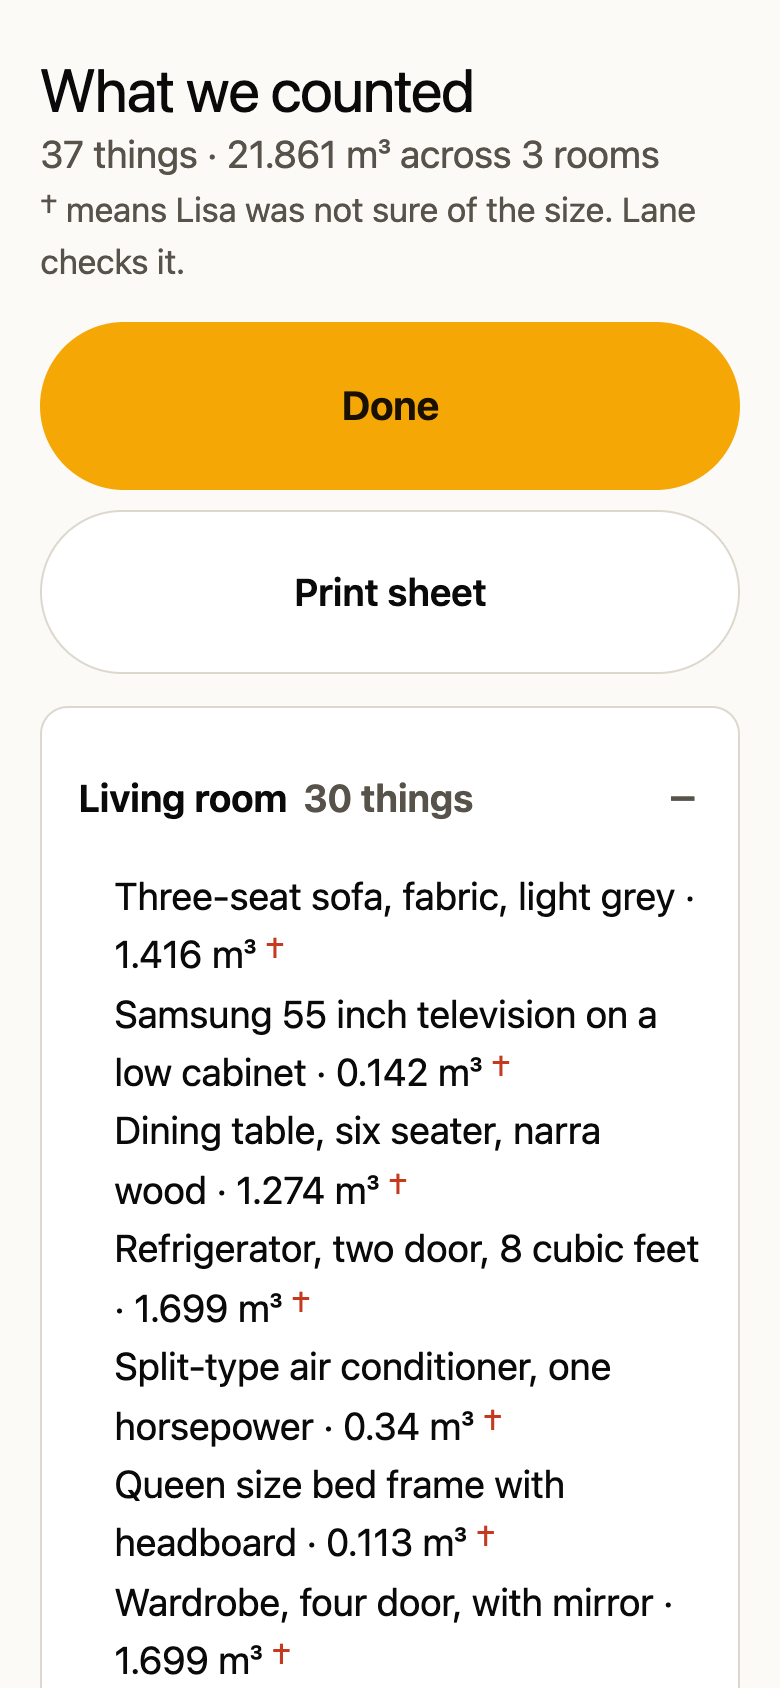 What we counted
37 things · 21.861 m³ across 3 rooms
† means Lisa was not sure of the size. Lane
checks it.
Done
Print sheet
Living room 30 things −
Three-seat sofa, fabric, light grey ·
1.416 m³ †
Samsung 55 inch television on a
low cabinet · 0.142 m³ †
Dining table, six seater, narra
wood · 1.274 m³ †
Refrigerator, two door, 8 cubic feet
· 1.699 m³ †
Split-type air conditioner, one
horsepower · 0.34 m³ †
Queen size bed frame with
headboard · 0.113 m³ †
Wardrobe, four door, with mirror ·
1.699 m³ †